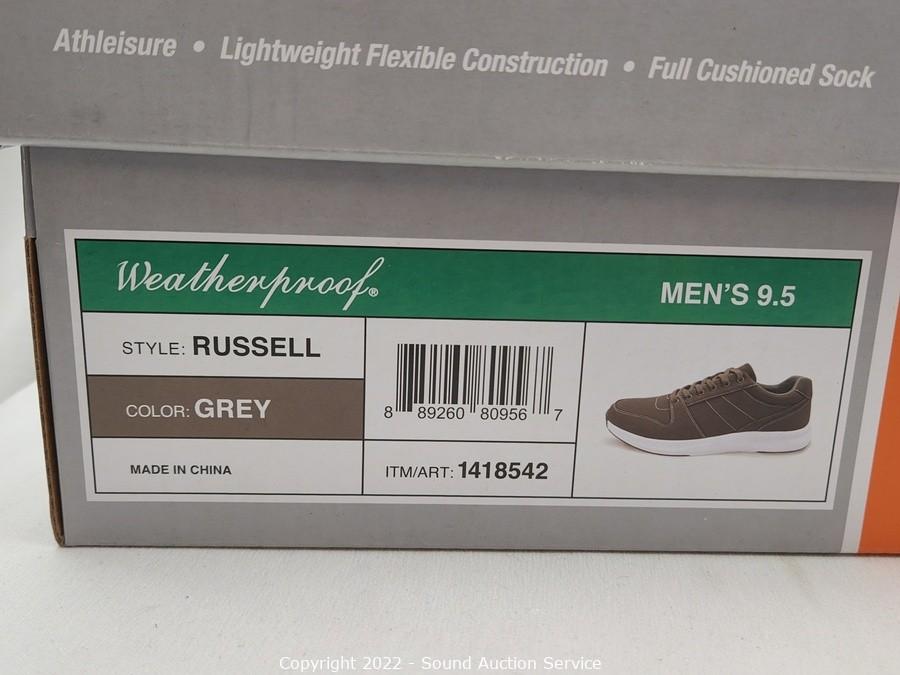 Athleisure • Lightweight Flexible Construction • Full Cushioned Sock
Weatherproof®
MEN'S 9.5
STYLE: RUSSELL
COLOR: GREY
MADE IN CHINA
8 89260 80956 7
ITM/ART: 1418542
Copyright 2022 - Sound Auction Service